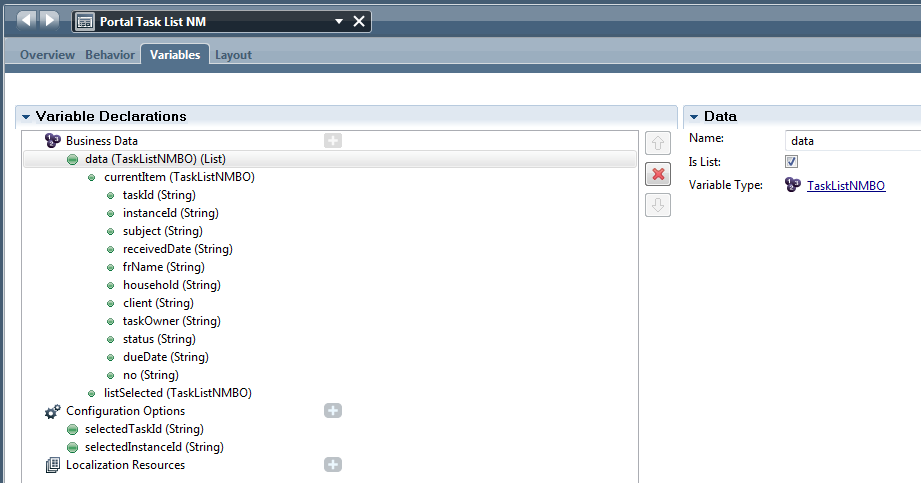 Portal Task List NM
Overview Behavior Variables Layout
Variable Declarations
Business Data
data (TaskListNMBO) (List)
currentItem (TaskListNMBO)
taskId (String)
instanceId (String)
subject (String)
receivedDate (String)
frName (String)
household (String)
client (String)
taskOwner (String)
status (String)
dueDate (String)
no (String)
listSelected (TaskListNMBO)
Configuration Options
selectedTaskId (String)
selectedInstanceId (String)
Localization Resources
Data
Name: data
Is List:
Variable Type: TaskListNMBO